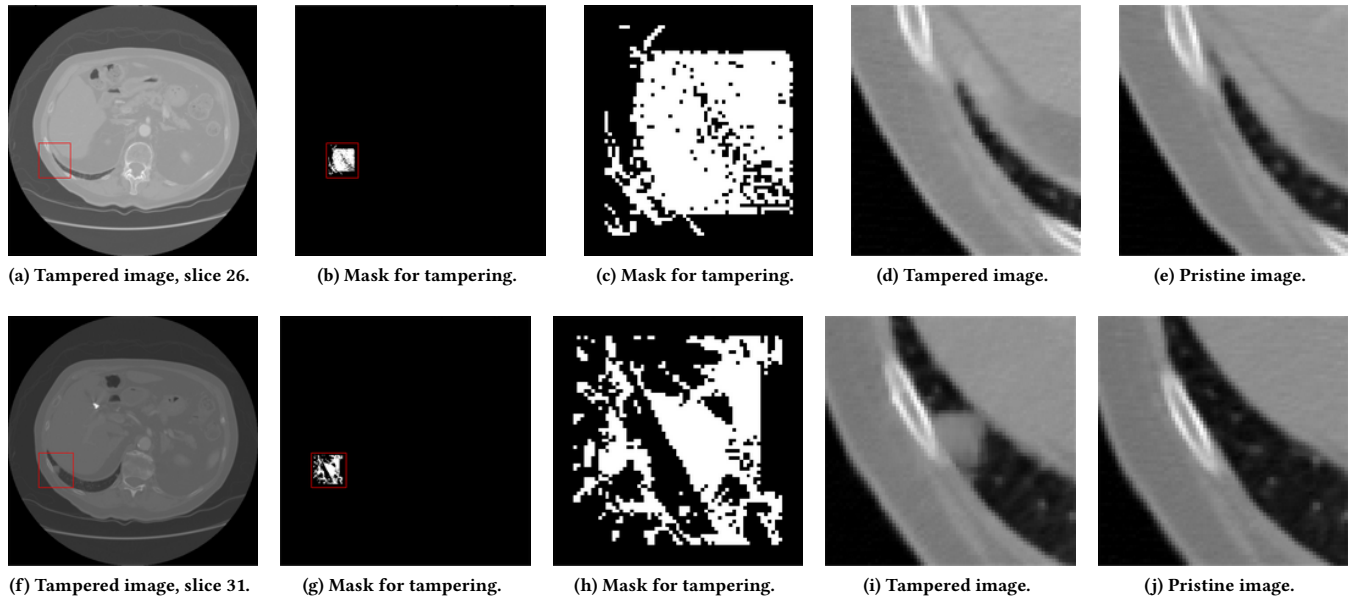 (a) Tampered image, slice 26.
(b) Mask for tampering.
(c) Mask for tampering.
(d) Tampered image.
(e) Pristine image.
(f) Tampered image, slice 31.
(g) Mask for tampering.
(h) Mask for tampering.
(i) Tampered image.
(j) Pristine image.